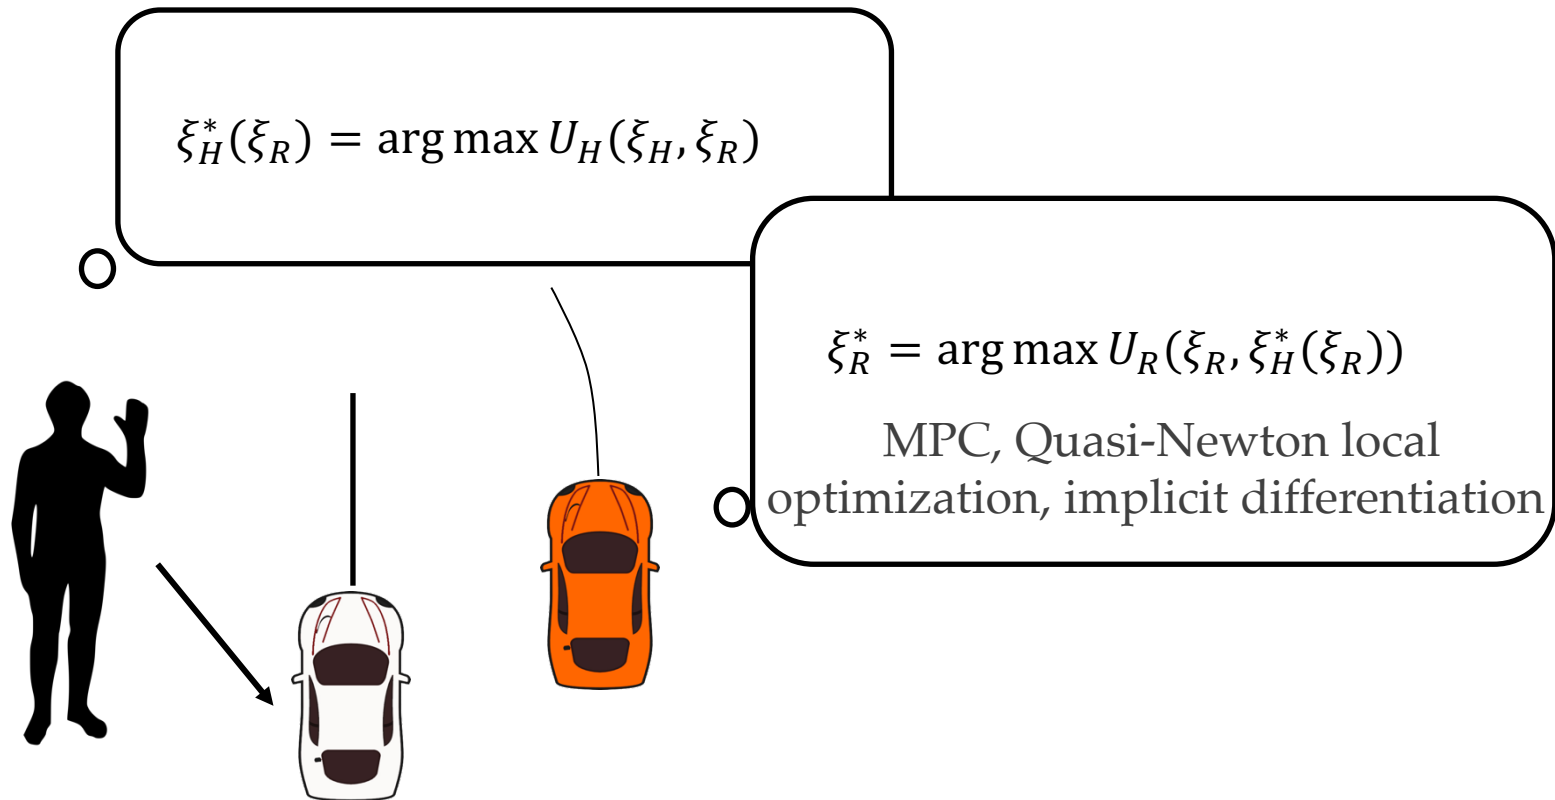 ξ*_H(ξ_R) = arg max U_H(ξ_H, ξ_R)
ξ*_R = arg max U_R(ξ_R, ξ*_H(ξ_R))
MPC, Quasi-Newton local
optimization, implicit differentiation